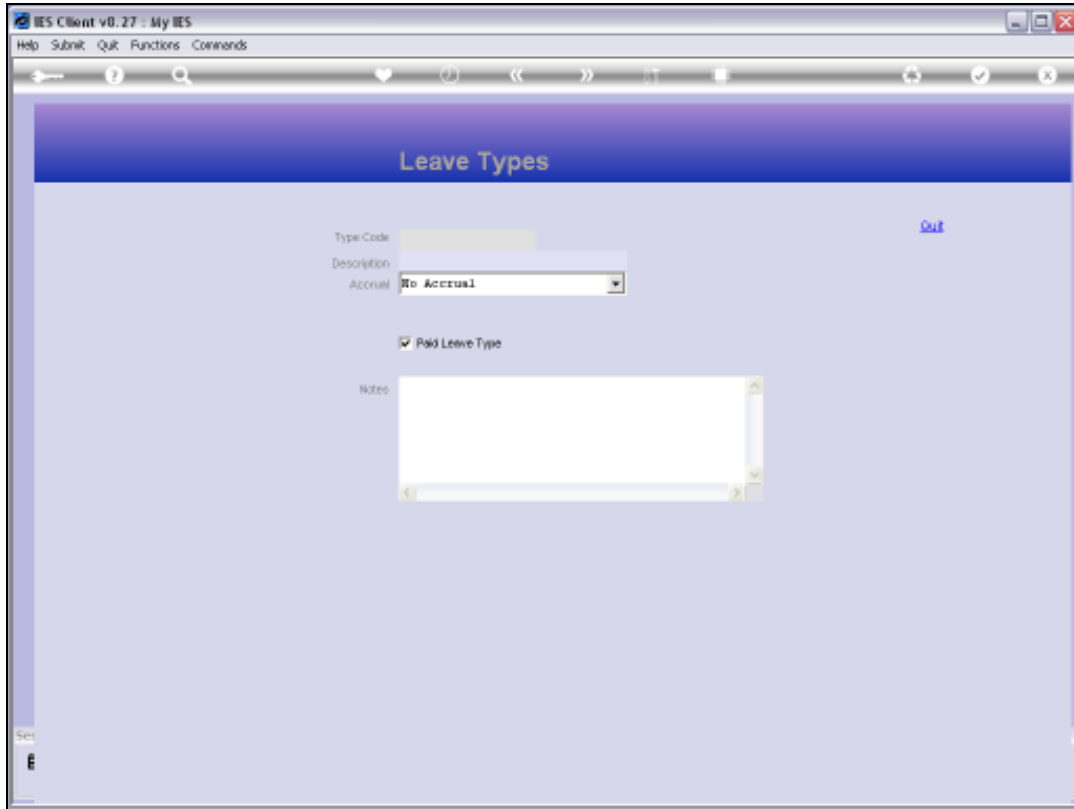 IES Client v8.27 : My IES
Help Submit Quit Functions Commands
Leave Types
Quit
Type Code
Description
Accrual No Accrual
Paid Leave Type
Notes